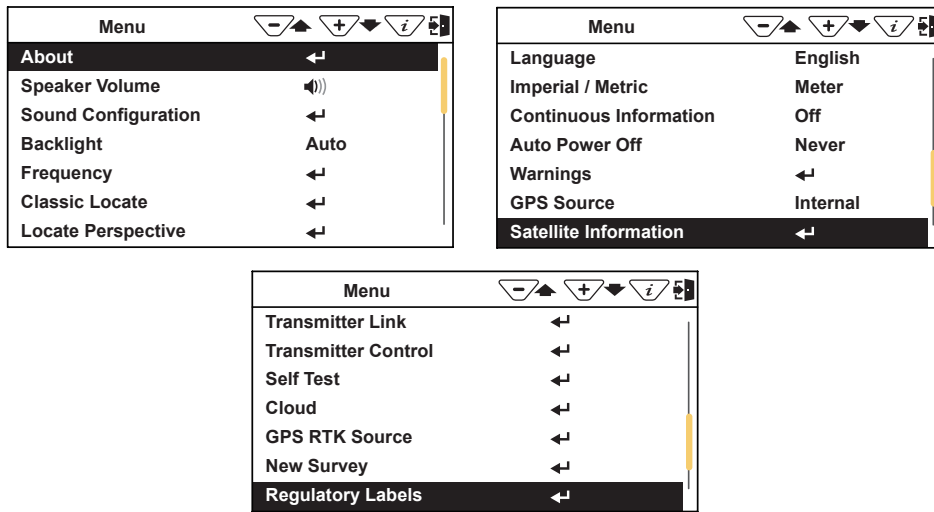 Menu - + i
About
Speaker Volume
Sound Configuration
Backlight Auto
Frequency
Classic Locate
Locate Perspective
Menu - + i
Language English
Imperial / Metric Meter
Continuous Information Off
Auto Power Off Never
Warnings
GPS Source Internal
Satellite Information
Menu - + i
Transmitter Link
Transmitter Control
Self Test
Cloud
GPS RTK Source
New Survey
Regulatory Labels